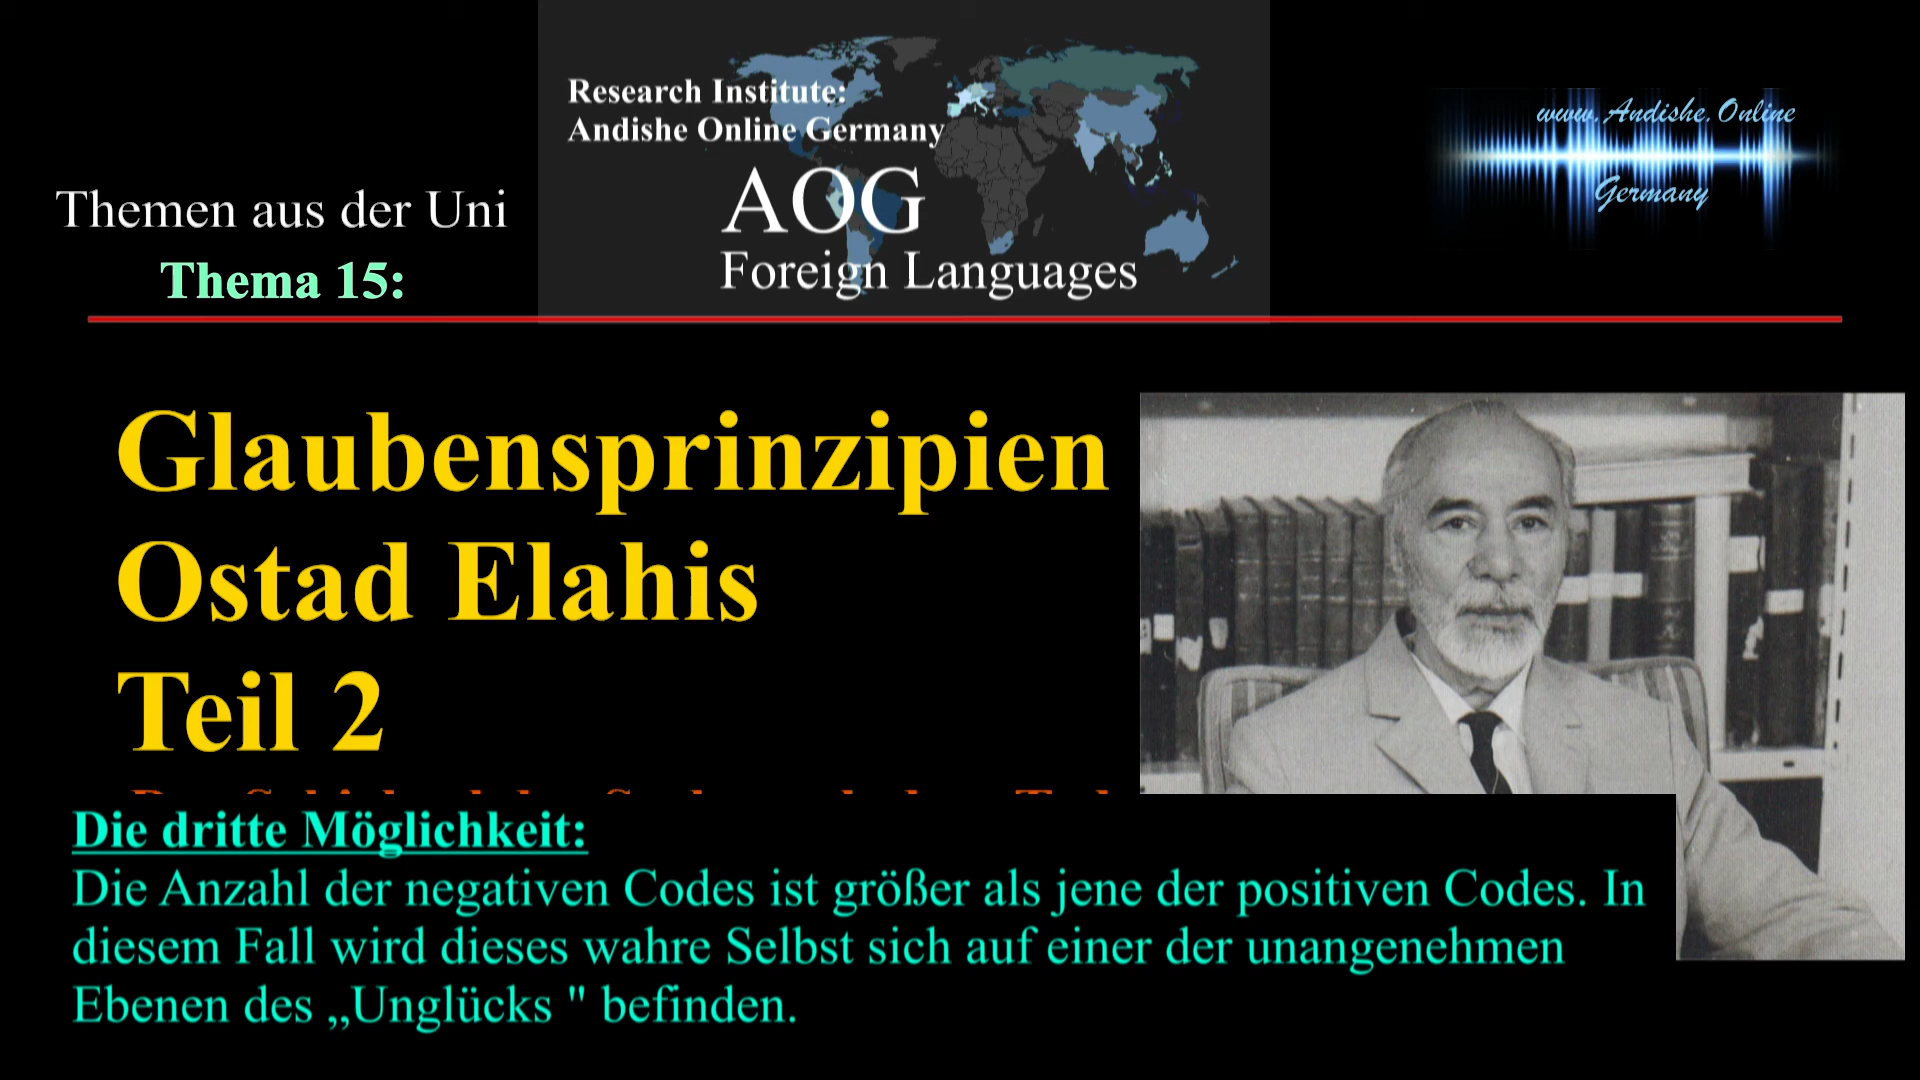 Research Institute:
Andishe Online Germany
AOG
Foreign Languages
www.Andishe.Online
Germany
Themen aus der Uni
Thema 15:
Glaubensprinzipien
Ostad Elahis
Teil 2
Die dritte Möglichkeit:
Die Anzahl der negativen Codes ist größer als jene der positiven Codes. In
diesem Fall wird dieses wahre Selbst sich auf einer der unangenehmen
Ebenen des ,,Unglücks " befinden.